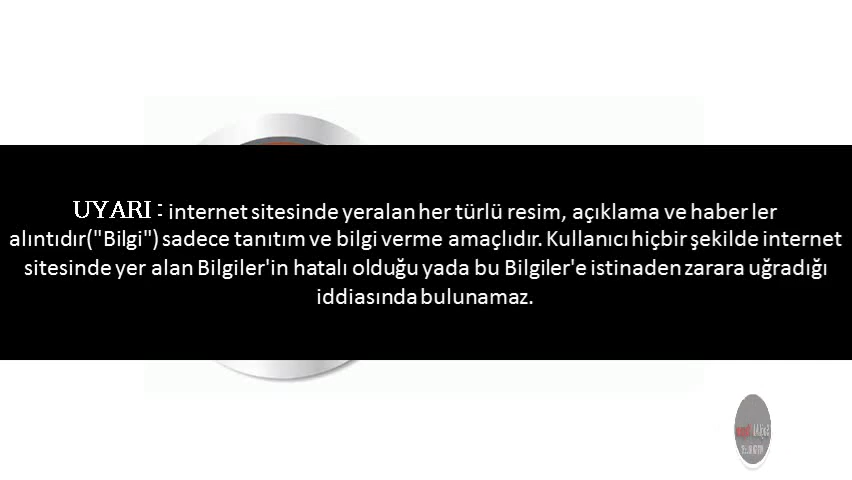 UYARI : internet sitesinde yeralan her türlü resim, açıklama ve haber ler
alıntıdır("Bilgi") sadece tanıtım ve bilgi verme amaçlıdır. Kullanıcı hiçbir şekilde internet
sitesinde yer alan Bilgiler'in hatalı olduğu yada bu Bilgiler'e istinaden zarara uğradığı
iddiasında bulunamaz.